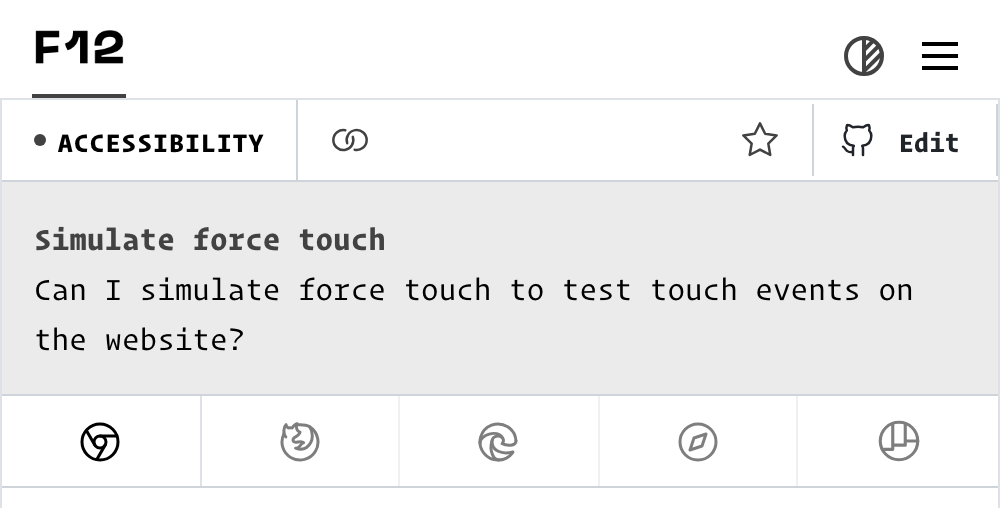 F12
ACCESSIBILITY
Edit
Simulate force touch
Can I simulate force touch to test touch events on
the website?